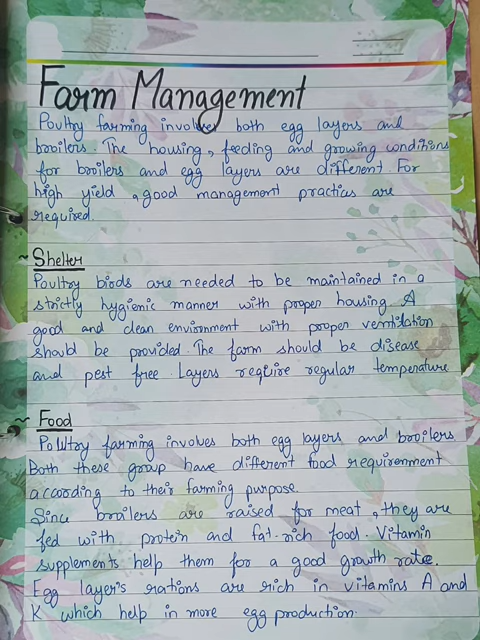 Farm Management
Poultry farming involves both egg layers and
broilers. The housing, feeding and growing conditions
for broilers and egg layers are different. For
high yield, good management practices are
required.
~ Shelter
Poultry birds are needed to be maintained in a
strictly hygienic manner with proper housing. A
good and clean environment with proper ventilation
should be provided. The farm should be disease
and pest free. Layers require regular temperature
~ Food
Poultry farming involves both egg layers and broilers.
Both these group have different food requirement
according to their farming purpose.
Since broilers are raised for meat, they are
fed with protein and fat-rich food. Vitamin
supplements help them for a good growth rate.
Egg layer's rations are rich in vitamins A and
K which help in more egg production.